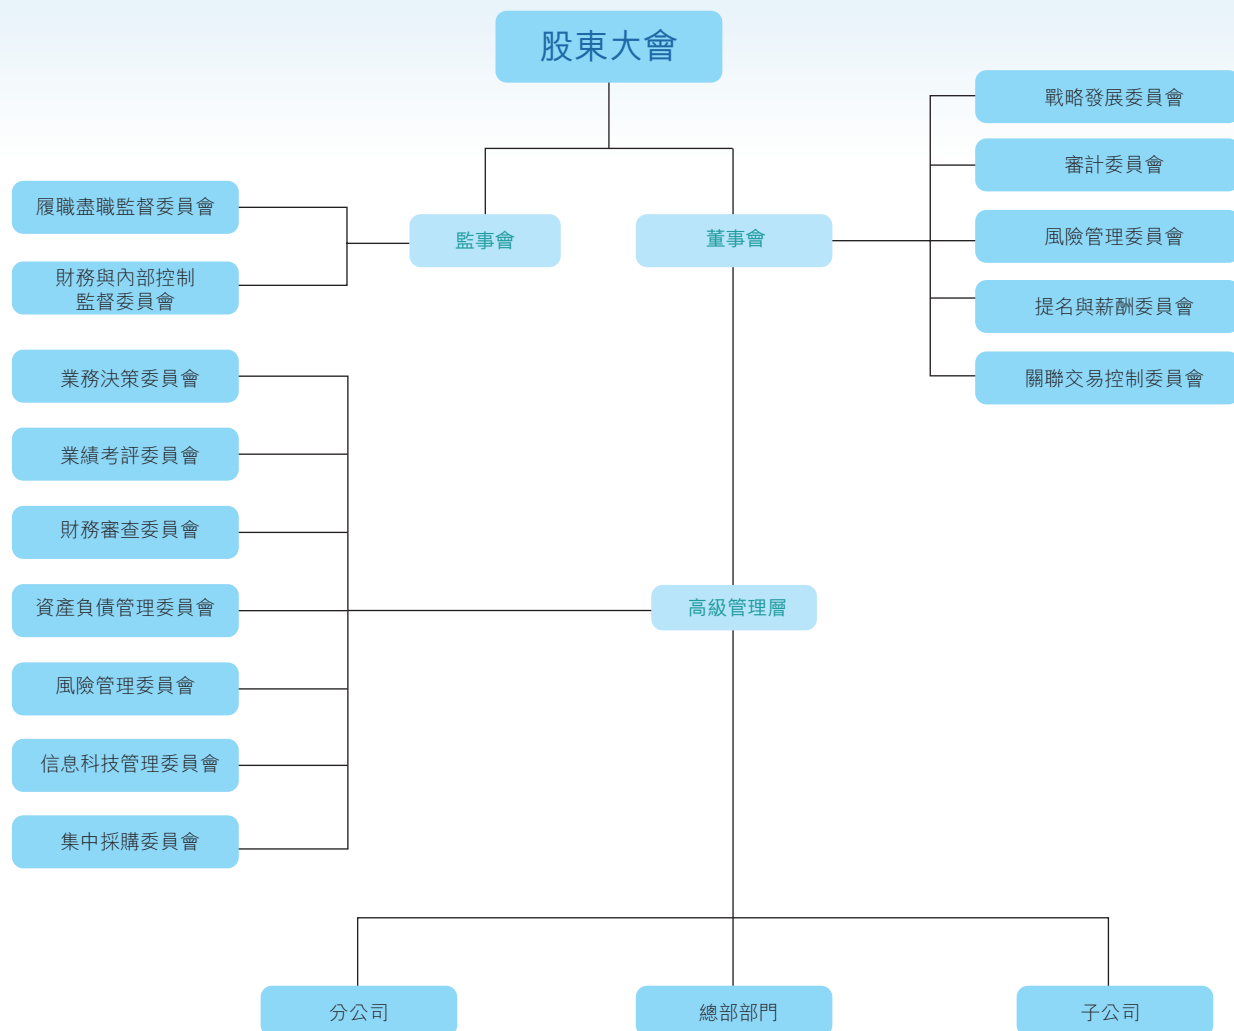 股東大會
戰略發展委員會
審計委員會
履職盡職監督委員會
監事會
董事會
風險管理委員會
財務與內部控制
監督委員會
提名與薪酬委員會
業務決策委員會
關聯交易控制委員會
業績考評委員會
財務審查委員會
資產負債管理委員會
高級管理層
風險管理委員會
信息科技管理委員會
集中採購委員會
分公司
總部部門
子公司